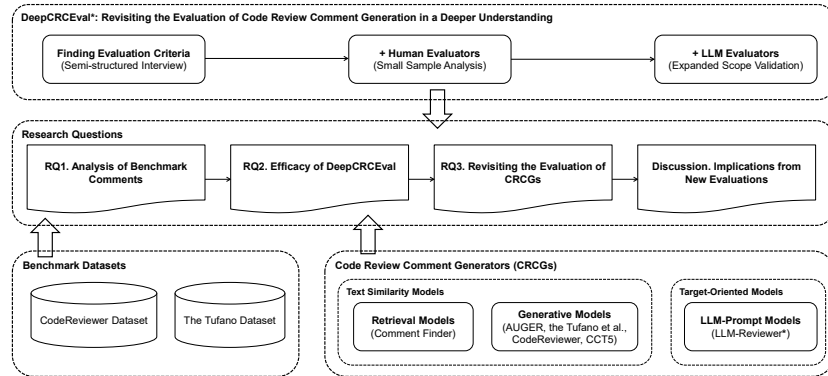 DeepCRCEval*: Revisiting the Evaluation of Code Review Comment Generation in a Deeper Understanding
Finding Evaluation Criteria
(Semi-structured Interview)
+ Human Evaluators
(Small Sample Analysis)
+ LLM Evaluators
(Expanded Scope Validation)
Research Questions
RQ1. Analysis of Benchmark
Comments
RQ2. Efficacy of DeepCRCEval
RQ3. Revisiting the Evaluation of
CRCGs
Discussion. Implications from
New Evaluations
Benchmark Datasets
CodeReviewer Dataset
The Tufano Dataset
Code Review Comment Generators (CRCGs)
Text Similarity Models
Retrieval Models
(Comment Finder)
Generative Models
(AUGER, the Tufano et al.,
CodeReviewer, CCT5)
Target-Oriented Models
LLM-Prompt Models
(LLM-Reviewer*)